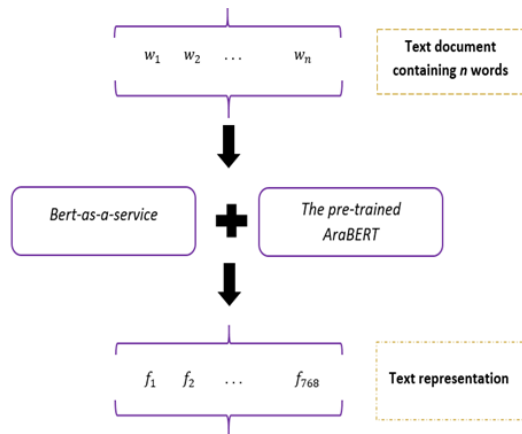 w₁ w₂ ... wₙ
Text document
containing n words
Bert-as-a-service
The pre-trained
AraBERT
f₁ f₂ ... f₇₆₈
Text representation